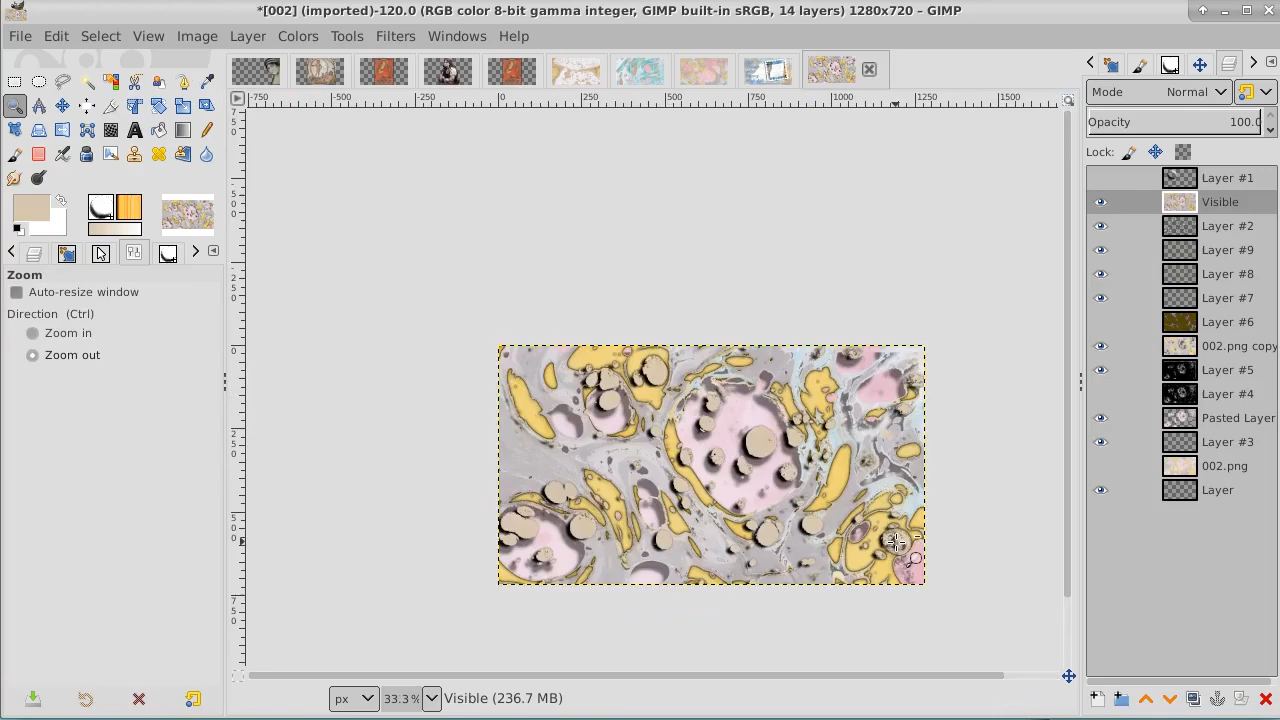 *[002] (imported)-120.0 (RGB color 8-bit gamma integer, GIMP built-in sRGB, 14 layers) 1280x720 – GIMP
File Edit Select View Image Layer Colors Tools Filters Windows Help
-750 -500 -250 0 250 500 750 1000 1250 1500
Mode Normal
Opacity 100.0
Lock:
Layer #1
Visible
Layer #2
Layer #9
Layer #8
Layer #7
Layer #6
002.png copy
Layer #5
Layer #4
Pasted Layer
Layer #3
002.png
Layer
Zoom
Auto-resize window
Direction (Ctrl)
Zoom in
Zoom out
px 33.3% Visible (236.7 MB)